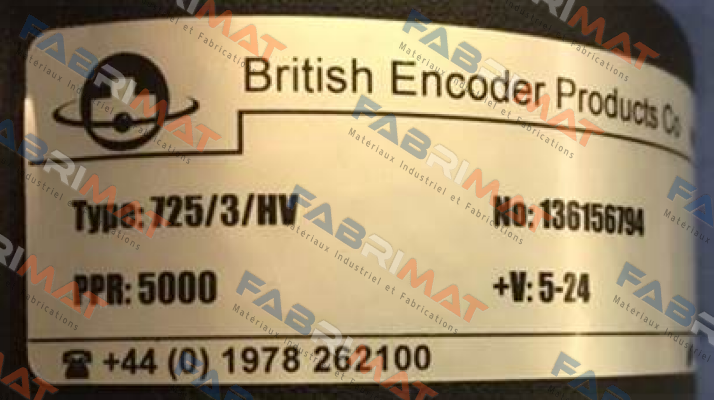 British Encoder Products Co
Type: 725/3/HV
No: 136156794
PPR: 5000
+V: 5-24
☎ +44 (0) 1978 262100
FABRIMAT
Materiaux Industriel et Fabrications